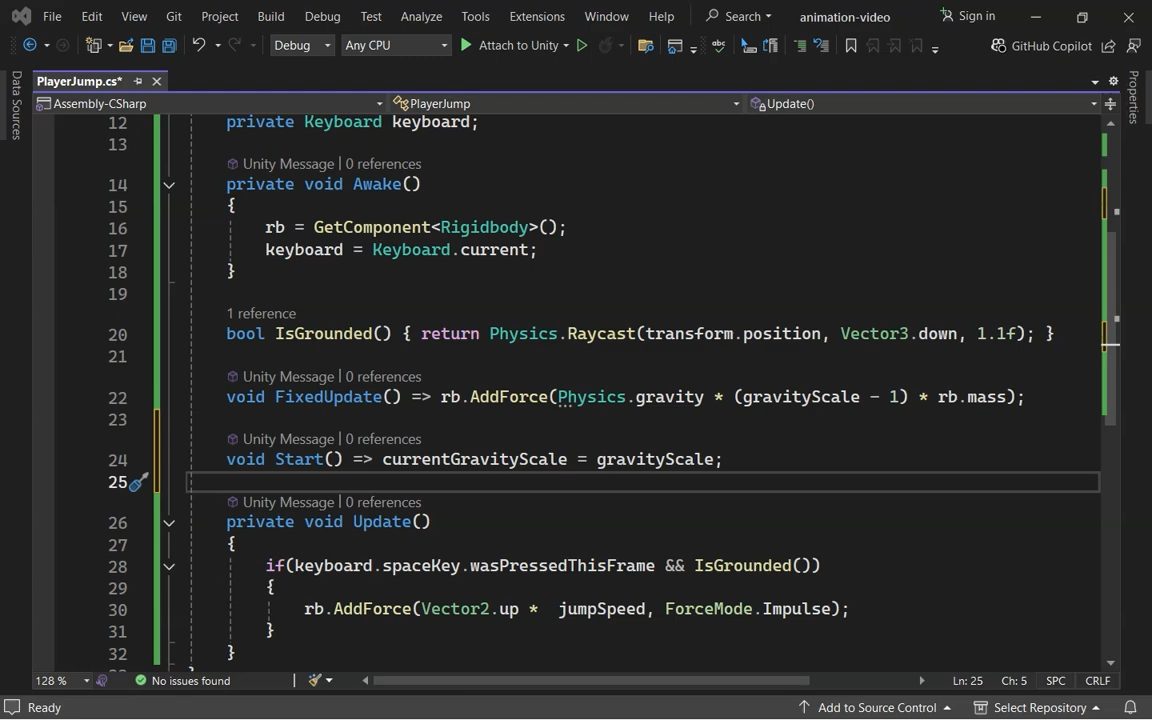 File Edit View Git Project Build Debug Test Analyze Tools Extensions Window Help Search animation-video Sign in
Debug Any CPU Attach to Unity GitHub Copilot
PlayerJump.cs*
Assembly-CSharp PlayerJump Update()
Data Sources
Properties
12 private Keyboard keyboard;
13
Unity Message | 0 references
14 private void Awake()
15 {
16 rb = GetComponent<Rigidbody>();
17 keyboard = Keyboard.current;
18 }
19
1 reference
20 bool IsGrounded() { return Physics.Raycast(transform.position, Vector3.down, 1.1f); }
21
Unity Message | 0 references
22 void FixedUpdate() => rb.AddForce(Physics.gravity * (gravityScale - 1) * rb.mass);
23
Unity Message | 0 references
24 void Start() => currentGravityScale = gravityScale;
25
Unity Message | 0 references
26 private void Update()
27 {
28 if(keyboard.spaceKey.wasPressedThisFrame && IsGrounded())
29 {
30 rb.AddForce(Vector2.up * jumpSpeed, ForceMode.Impulse);
31 }
32 }
128 % No issues found Ln: 25 Ch: 5 SPC CRLF
Ready Add to Source Control Select Repository